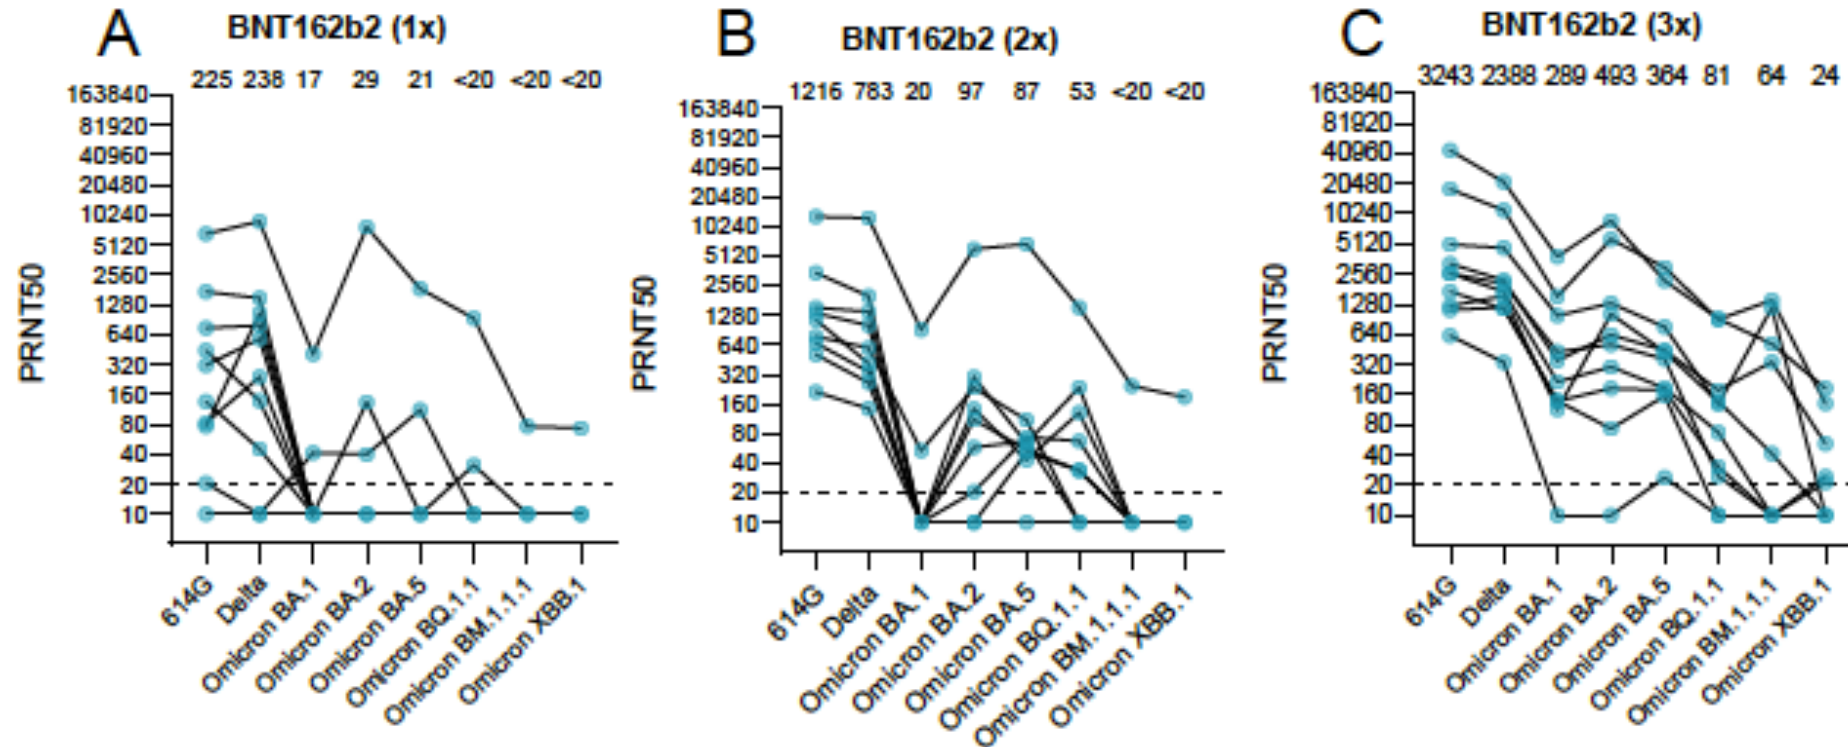 A
BNT162b2 (1x)
225 238 17 29 21 <20 <20 <20
163840
81920
40960
20480
10240
5120
2560
1280
640
320
160
80
40
20
10
PRNT50
614G
Delta
Omicron BA.1
Omicron BA.2
Omicron BA.5
Omicron BQ.1.1
Omicron BM.1.1.1
Omicron XBB.1
B
BNT162b2 (2x)
1216 783 20 97 87 53 <20 <20
163840
81920
40960
20480
10240
5120
2560
1280
640
320
160
80
40
20
10
PRNT50
614G
Delta
Omicron BA.1
Omicron BA.2
Omicron BA.5
Omicron BQ.1.1
Omicron BM.1.1.1
Omicron XBB.1
C
BNT162b2 (3x)
3243 2388 289 493 364 81 64 24
163840
81920
40960
20480
10240
5120
2560
1280
640
320
160
80
40
20
10
PRNT50
614G
Delta
Omicron BA.1
Omicron BA.2
Omicron BA.5
Omicron BQ.1.1
Omicron BM.1.1.1
Omicron XBB.1